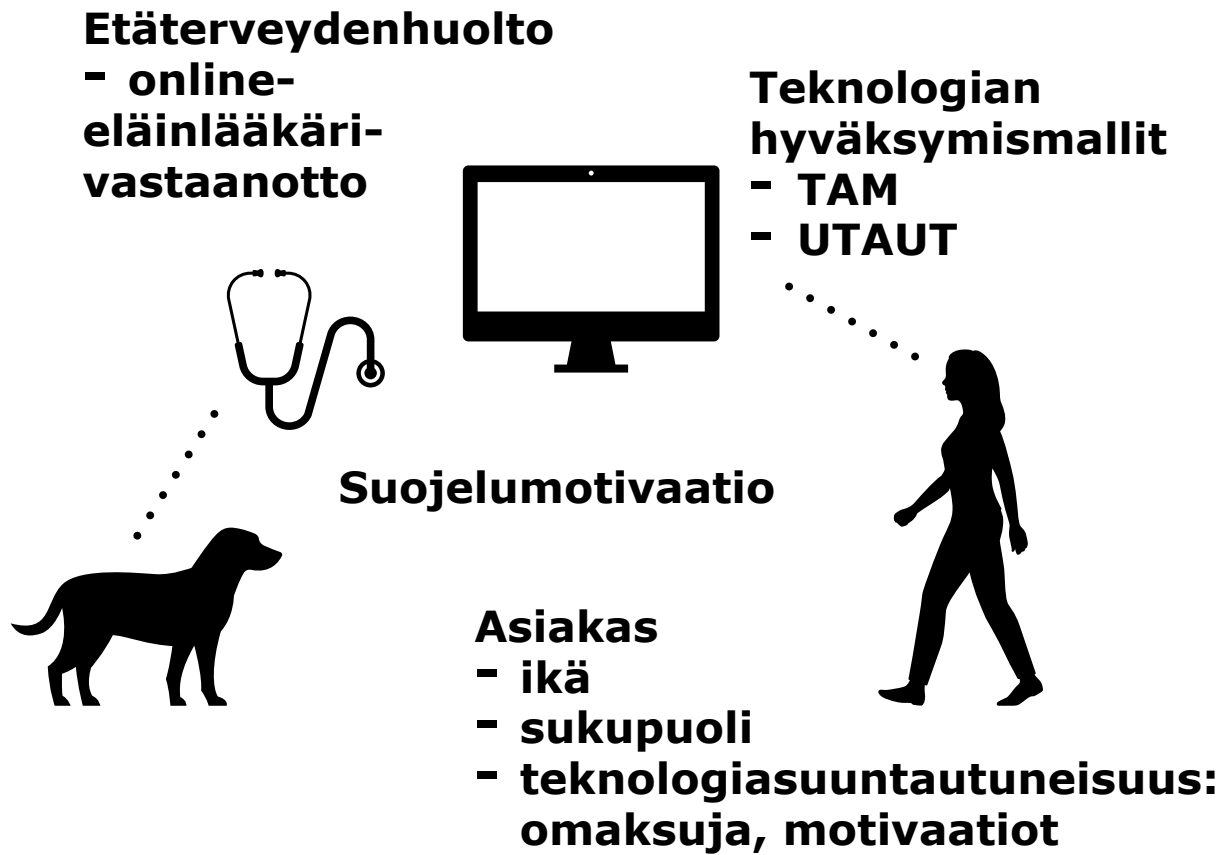 Etäterveydenhuolto
- online-
eläinlääkäri-
vastaanotto
Teknologian
hyväksymismallit
- TAM
- UTAUT
Suojelumotivaatio
Asiakas
- ikä
- sukupuoli
- teknologiasuuntautuneisuus:
omaksuja, motivaatiot